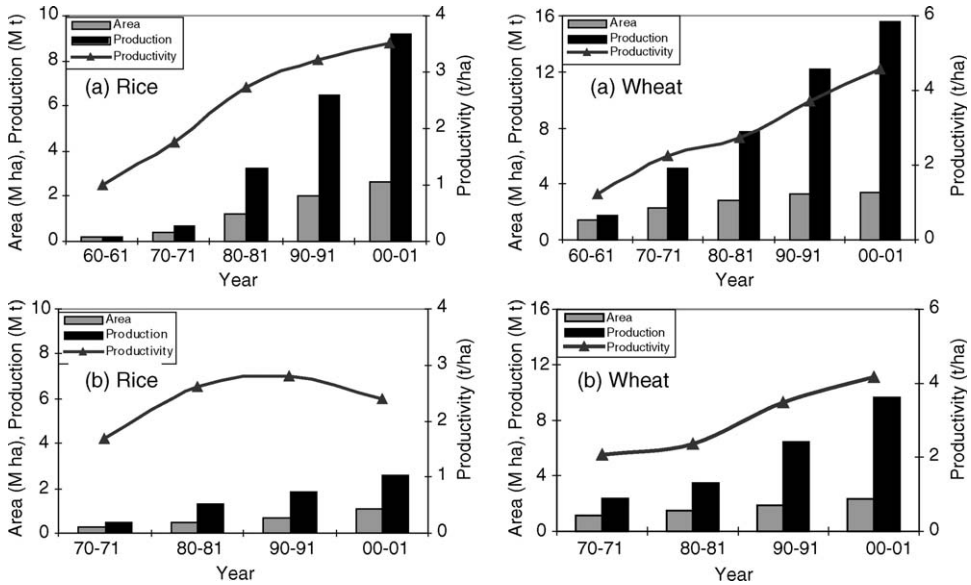 Area (M ha), Production (M t)
10
8
6
4
2
0
Area
Production
Productivity
(a) Rice
4
3
2
1
0
Productivity (t/ha)
60-61 70-71 80-81 90-91 00-01
Year
Area (M ha), Production (M t)
16
12
8
4
0
Area
Production
Productivity
(a) Wheat
6
4
2
0
Productivity (t/ha)
60-61 70-71 80-81 90-91 00-01
Year
Area (M ha), Production (M t)
10
8
6
4
2
0
Area
Production
Productivity
(b) Rice
4
3
2
1
0
Productivity (t/ha)
70-71 80-81 90-91 00-01
Year
Area (M ha), Production (M t)
16
12
8
4
0
Area
Production
Productivity
(b) Wheat
6
4
2
0
Productivity (t/ha)
70-71 80-81 90-91 00-01
Year